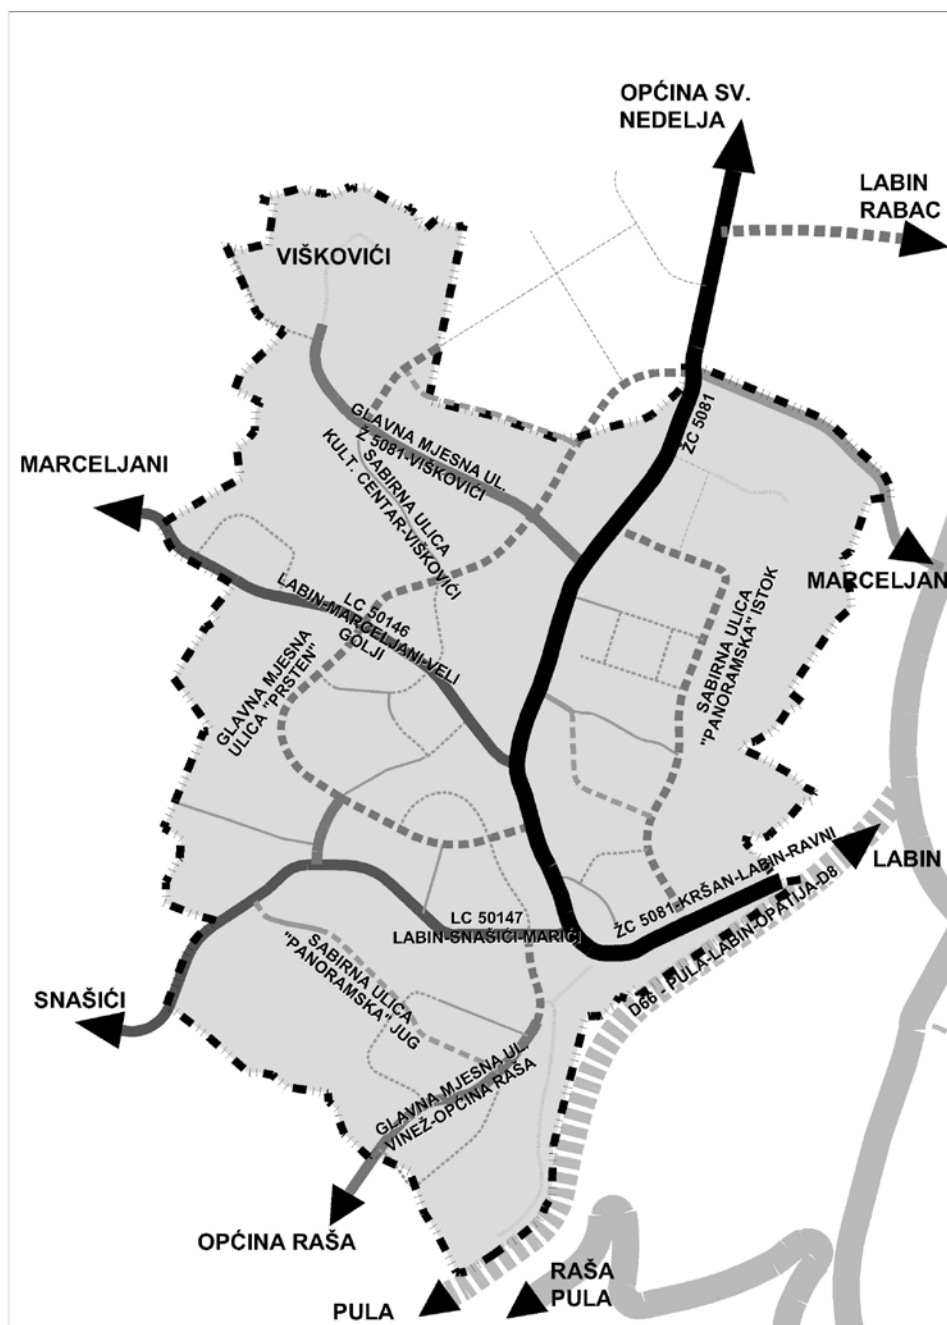 OPĆINA SV.
NEDELJA
LABIN
RABAC
VIŠKOVIĆI
GLAVNA MJESNA UL.
Ž 5081-VIŠKOVIĆI
ŽC 5081
SABIRNA ULICA
KULT. CENTAR-VIŠKOVIĆI
MARCELJANI
MARCELJAN
LC 50146
LABIN-MARCELJANI-VELI
GOLJI
GLAVNA MJESNA
ULICA "PRSTEN"
SABIRNA ULICA
"PANORAMSKA" ISTOK
LABIN
ŽC 5081-KRŠAN-LABIN-RAVNI
D66 - PULA-LABIN-OPATIJA-D8
LC 50147
LABIN-SNAŠIĆI-MARIĆI
SABIRNA ULICA
"PANORAMSKA" JUG
SNAŠIĆI
GLAVNA MJESNA UL.
VINEŽ-OPĆINA RAŠA
OPĆINA RAŠA
RAŠA
PULA
PULA